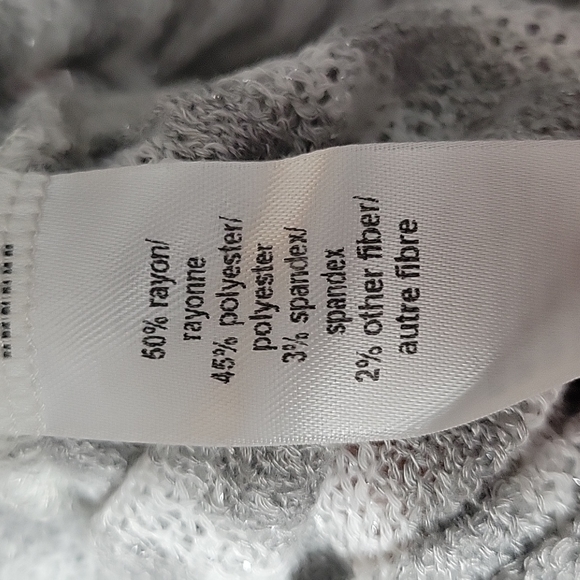 50% rayon/
rayonne
45% polyester/
polyester
3% spandex/
spandex
2% other fiber/
autre fibre